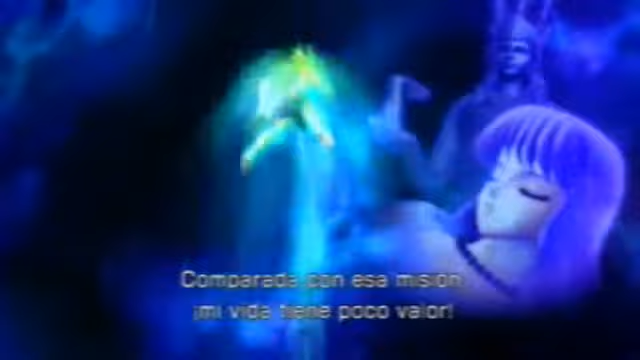 Comparada con esa misión
¡mi vida tiene poco valor!